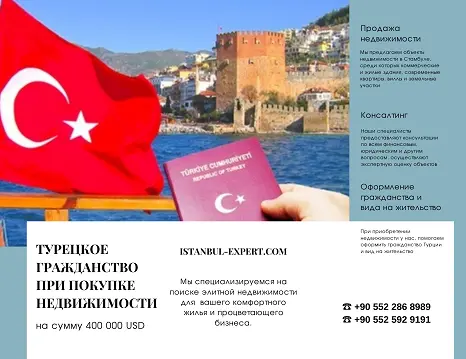 Продажа
недвижимости
Мы предлагаем объекты
недвижимости в Стамбуле,
среди которых коммерческие
и жилые здания, современные
квартиры, виллы и земельные
участки
TÜRKİYE CUMHURİYETİ
REPUBLIC OF TURKEY
Консалтинг
Наши специалисты
предоставляют консультации
по всем финансовым,
юридическим и другим
вопросам, осуществляют
экспертную оценку объектов
Оформление
гражданства и
вида на жительство
При приобретении
недвижимости у нас, помогаем
оформить гражданство Турции
и вид на жительство
ТУРЕЦКОЕ
ГРАЖДАНСТВО
ПРИ ПОКУПКЕ
НЕДВИЖИМОСТИ
на сумму 400 000 USD
ISTANBUL-EXPERT.COM
Мы специализируемся на
поиске элитной недвижимости
для вашего комфортного
жилья и процветающего
бизнеса.
☎ +90 552 286 8989
☎ +90 552 592 9191